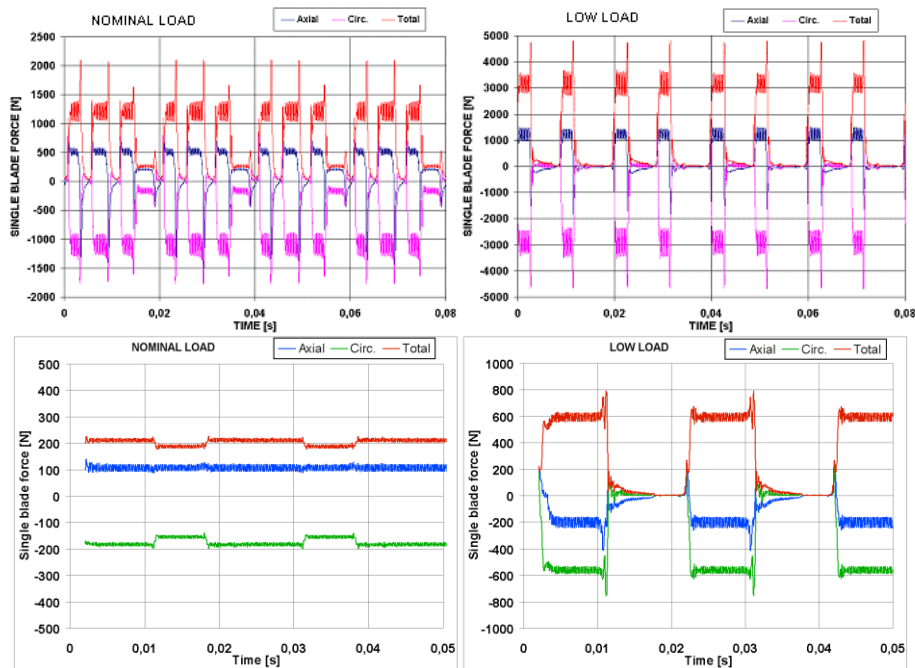 NOMINAL LOAD
Axial Circ. Total
2500
2000
1500
1000
500
0
-500
-1000
-1500
-2000
SINGLE BLADE FORCE [N]
0 0,02 0,04 0,06 0,08
TIME [s]
LOW LOAD
Axial Circ. Total
5000
4000
3000
2000
1000
0
-1000
-2000
-3000
-4000
-5000
SINGLE BLADE FORCE [N]
0 0,02 0,04 0,06 0,08
TIME [s]
NOMINAL LOAD
Axial Circ. Total
500
400
300
200
100
0
-100
-200
-300
-400
-500
Single blade force [N]
0 0,01 0,02 0,03 0,04 0,05
Time [s]
LOW LOAD
Axial Circ. Total
1000
800
600
400
200
0
-200
-400
-600
-800
-1000
Single blade force [N]
0 0,01 0,02 0,03 0,04 0,05
Time [s]